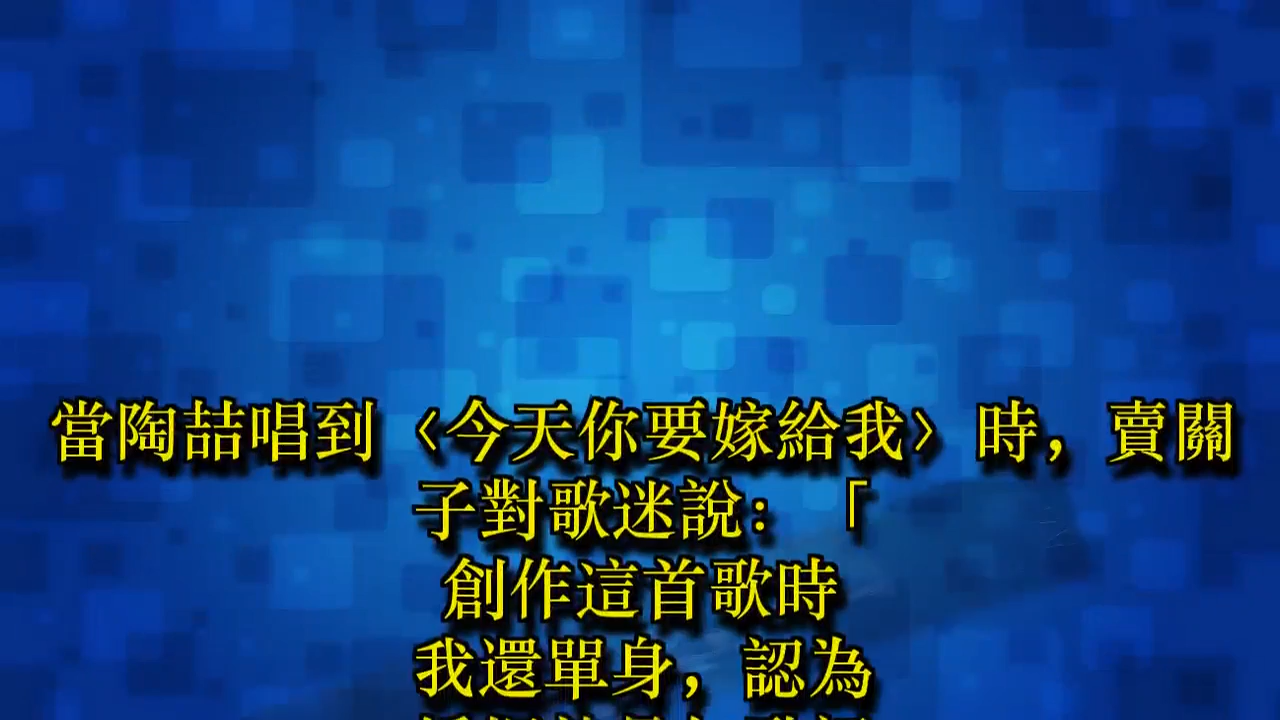 當陶喆唱到〈今天你要嫁給我〉時，賣關
子對歌迷說：「
創作這首歌時
我還單身，認為